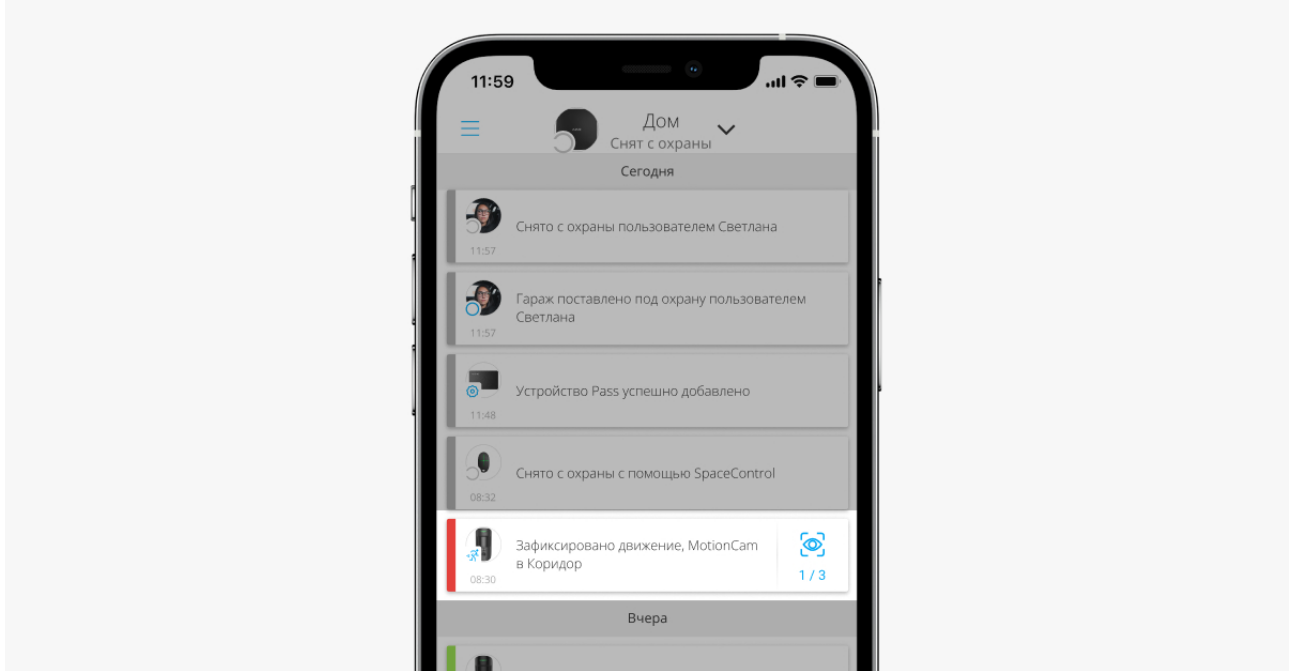 11:59
Дом
Снят с охраны
Сегодня
Снято с охраны пользователем Светлана
11:57
Гараж поставлено под охрану пользователем
Светлана
11:57
Устройство Pass успешно добавлено
11:48
Снято с охраны с помощью SpaceControl
08:32
Зафиксировано движение, MotionCam
в Коридор
08:30
1 / 3
Вчера